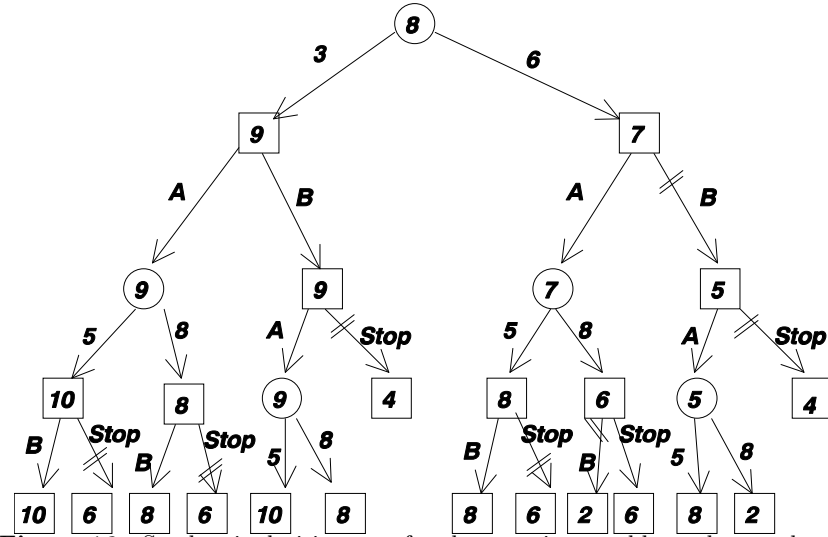 8
3 6
9 7
A B A B
9 9 7 5
5 8 A Stop 5 8 A Stop
10 8 9 4 8 6 5 4
B Stop B Stop 5 8 B Stop B Stop 5 8
10 6 8 6 10 8 8 6 2 6 8 2